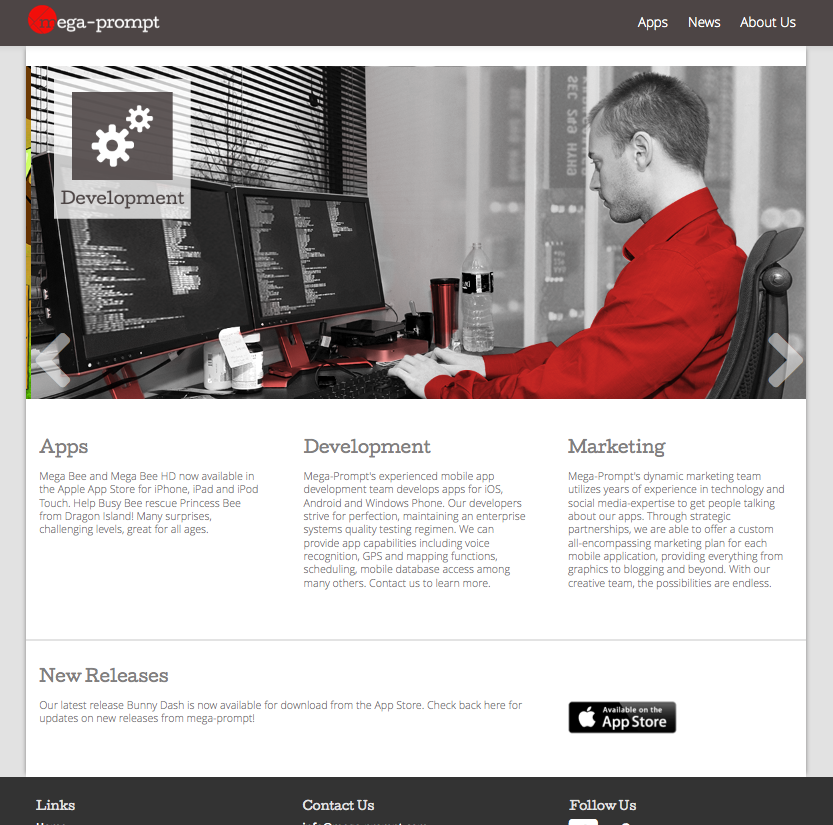 mega-prompt
Apps News About Us
Development
Apps
Mega Bee and Mega Bee HD now available in
the Apple App Store for iPhone, iPad and iPod
Touch. Help Busy Bee rescue Princess Bee
from Dragon Island! Many surprises,
challenging levels, great for all ages.
Development
Mega-Prompt's experienced mobile app
development team develops apps for iOS,
Android and Windows Phone. Our developers
strive for perfection, maintaining an enterprise
systems quality testing regimen. We can
provide app capabilities including voice
recognition, GPS and mapping functions,
scheduling, mobile database access among
many others. Contact us to learn more.
Marketing
Mega-Prompt's dynamic marketing team
utilizes years of experience in technology and
social media-expertise to get people talking
about our apps. Through strategic
partnerships, we are able to offer a custom
all-encompassing marketing plan for each
mobile application, providing everything from
graphics to blogging and beyond. With our
creative team, the possibilities are endless.
New Releases
Our latest release Bunny Dash is now available for download from the App Store. Check back here for
updates on new releases from mega-prompt!
Available on the
App Store
Links
Contact Us
Follow Us